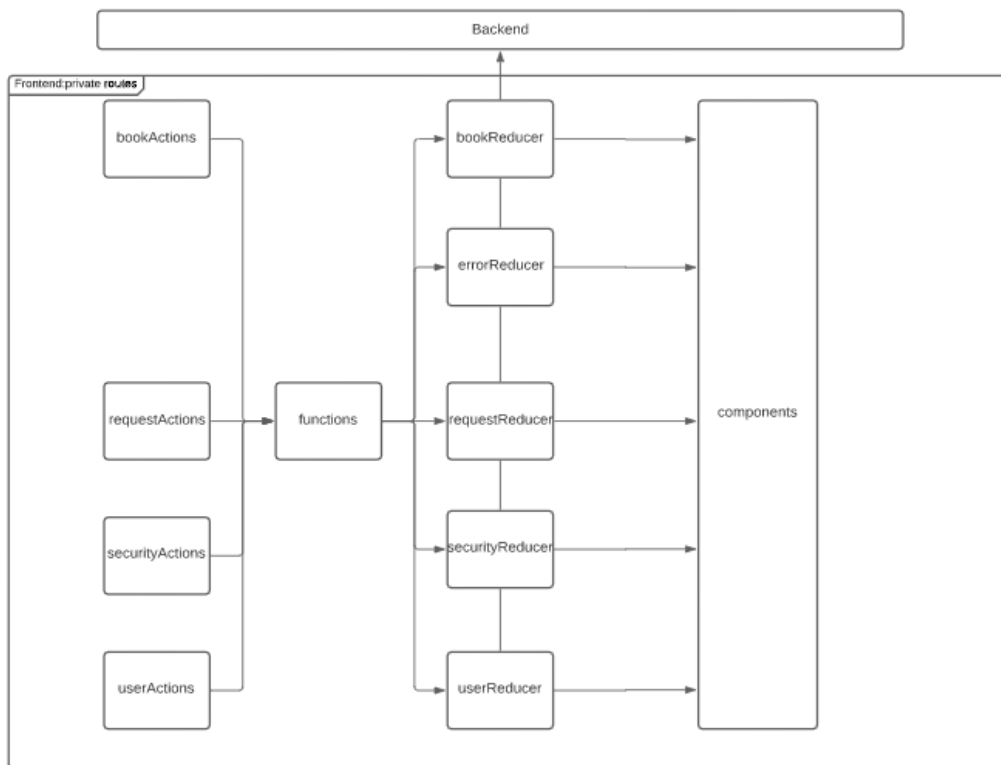 Backend
Frontend:private routes
bookActions
bookReducer
errorReducer
requestActions
functions
requestReducer
components
securityActions
securityReducer
userActions
userReducer